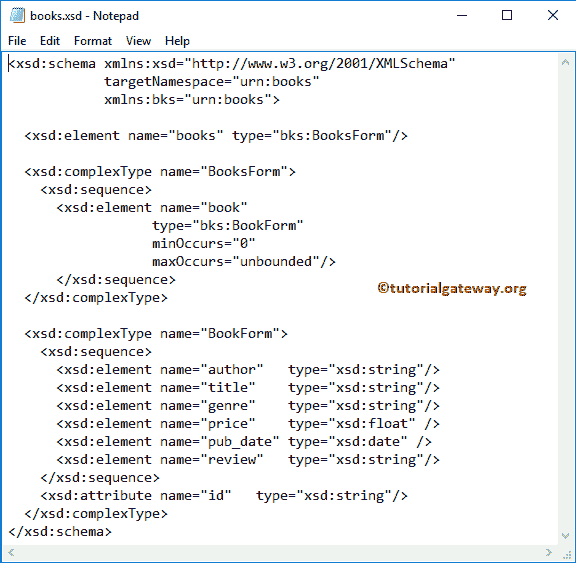 books.xsd - Notepad
File Edit Format View Help
<xsd:schema xmlns:xsd="http://www.w3.org/2001/XMLSchema"
            targetNamespace="urn:books"
            xmlns:bks="urn:books">

  <xsd:element name="books" type="bks:BooksForm"/>

  <xsd:complexType name="BooksForm">
    <xsd:sequence>
      <xsd:element name="book"
                  type="bks:BookForm"
                  minOccurs="0"
                  maxOccurs="unbounded"/>
    </xsd:sequence>
  </xsd:complexType>
©tutorialgateway.org

  <xsd:complexType name="BookForm">
    <xsd:sequence>
      <xsd:element name="author"   type="xsd:string"/>
      <xsd:element name="title"    type="xsd:string"/>
      <xsd:element name="genre"    type="xsd:string"/>
      <xsd:element name="price"    type="xsd:float" />
      <xsd:element name="pub_date" type="xsd:date" />
      <xsd:element name="review"   type="xsd:string"/>
    </xsd:sequence>
    <xsd:attribute name="id"   type="xsd:string"/>
  </xsd:complexType>
</xsd:schema>